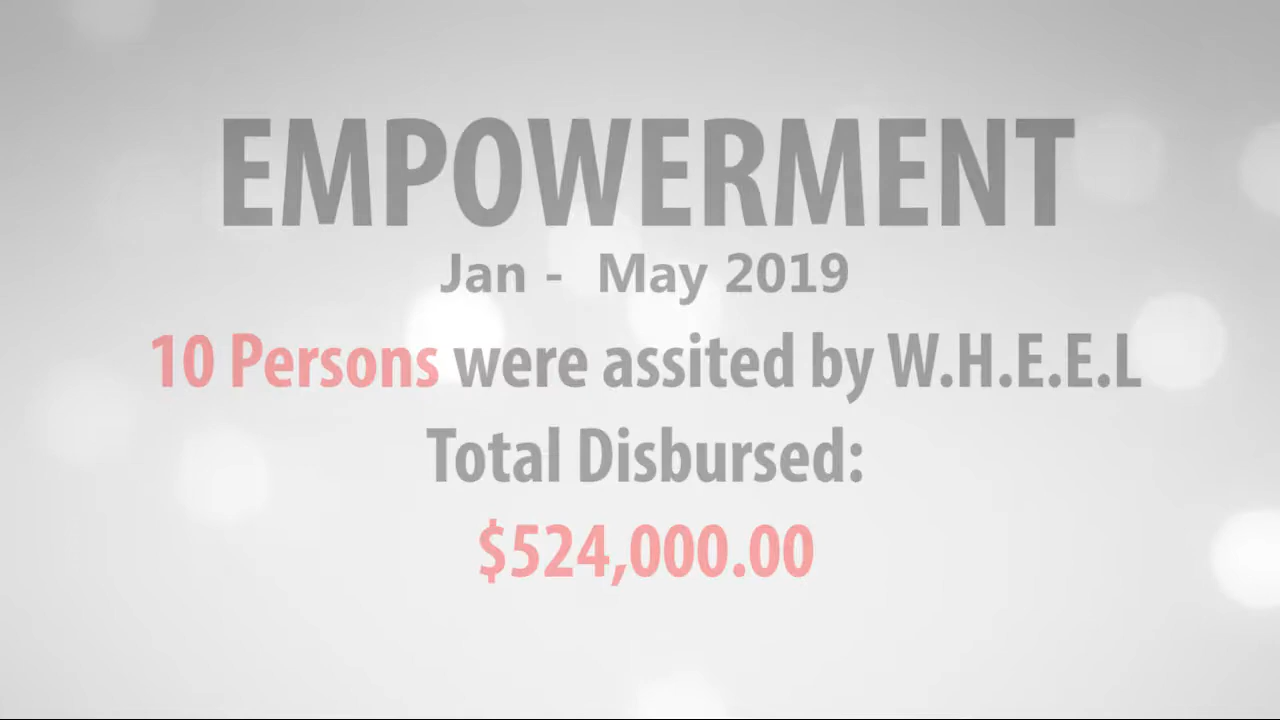 EMPOWERMENT
Jan - May 2019
10 Persons were assited by W.H.E.E.L
Total Disbursed:
$524,000.00